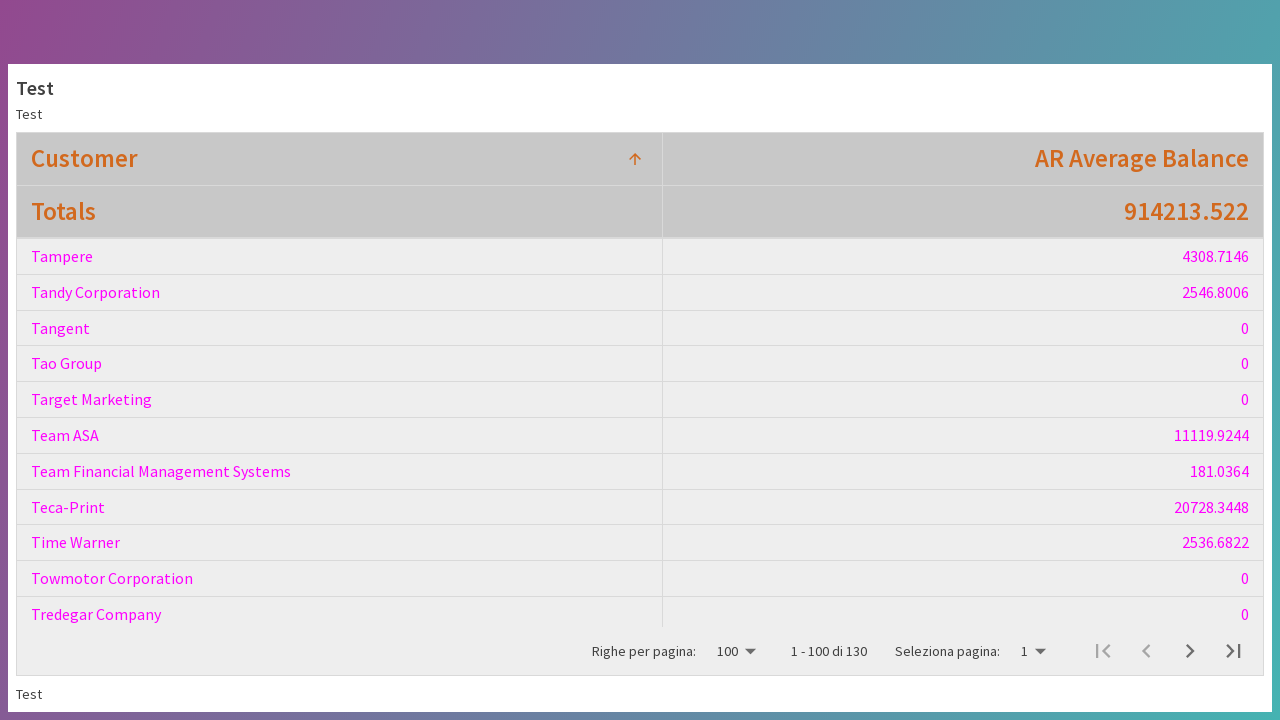 Test
Test
Customer AR Average Balance
Totals 914213.522
Tampere 4308.7146
Tandy Corporation 2546.8006
Tangent 0
Tao Group 0
Target Marketing 0
Team ASA 11119.9244
Team Financial Management Systems 181.0364
Teca-Print 20728.3448
Time Warner 2536.6822
Towmotor Corporation 0
Tredegar Company 0
Righe per pagina: 100 1 - 100 di 130 Seleziona pagina: 1
Test